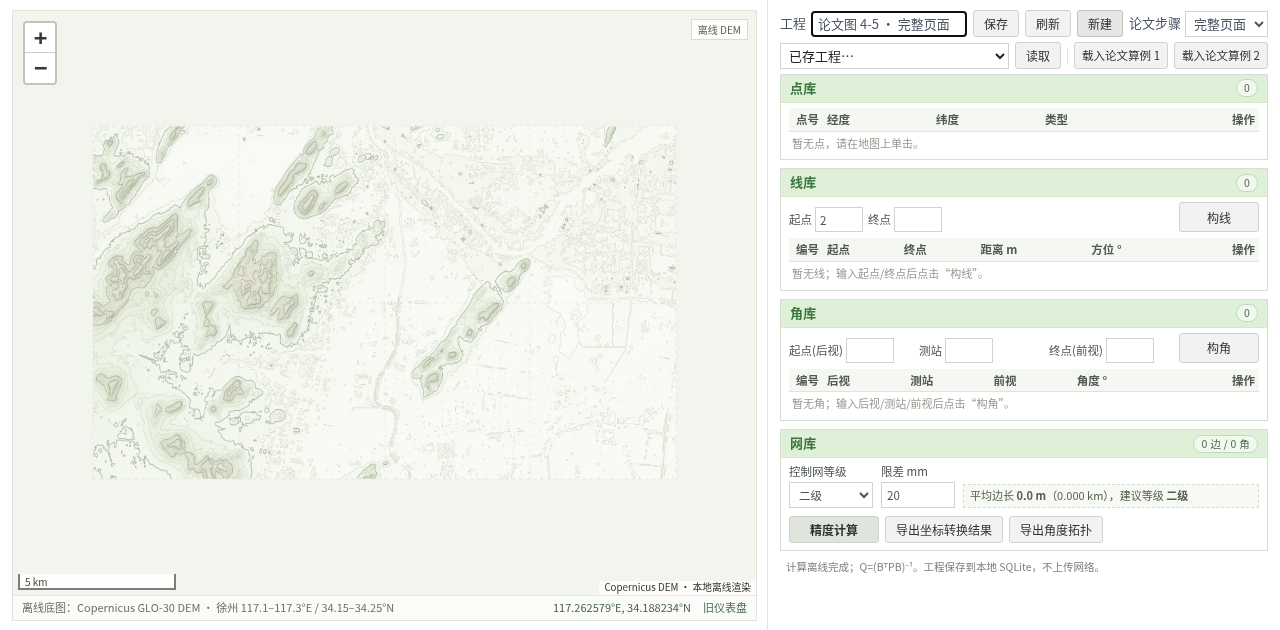 +
−
离线 DEM
5 km
Copernicus DEM · 本地离线渲染
离线底图：Copernicus GLO-30 DEM · 徐州 117.1–117.3°E / 34.15–34.25°N
117.262579°E, 34.188234°N 旧仪表盘
工程 论文图 4-5 · 完整页面 保存 刷新 新建 论文步骤 完整页面
已存工程… 读取 载入论文算例 1 载入论文算例 2
点库 0
点号 经度 纬度 类型 操作
暂无点，请在地图上单击。
线库 0
起点 2 终点 构线
编号 起点 终点 距离 m 方位 ° 操作
暂无线；输入起点/终点后点击“构线”。
角库 0
起点(后视) 测站 终点(前视) 构角
编号 后视 测站 前视 角度 ° 操作
暂无角；输入后视/测站/前视后点击“构角”。
网库 0 边 / 0 角
控制网等级 限差 mm
二级 20 平均边长 0.0 m（0.000 km），建议等级 二级
精度计算 导出坐标转换结果 导出角度拓扑
计算离线完成；Q=(BᵀPB)⁻¹。工程保存到本地 SQLite，不上传网络。